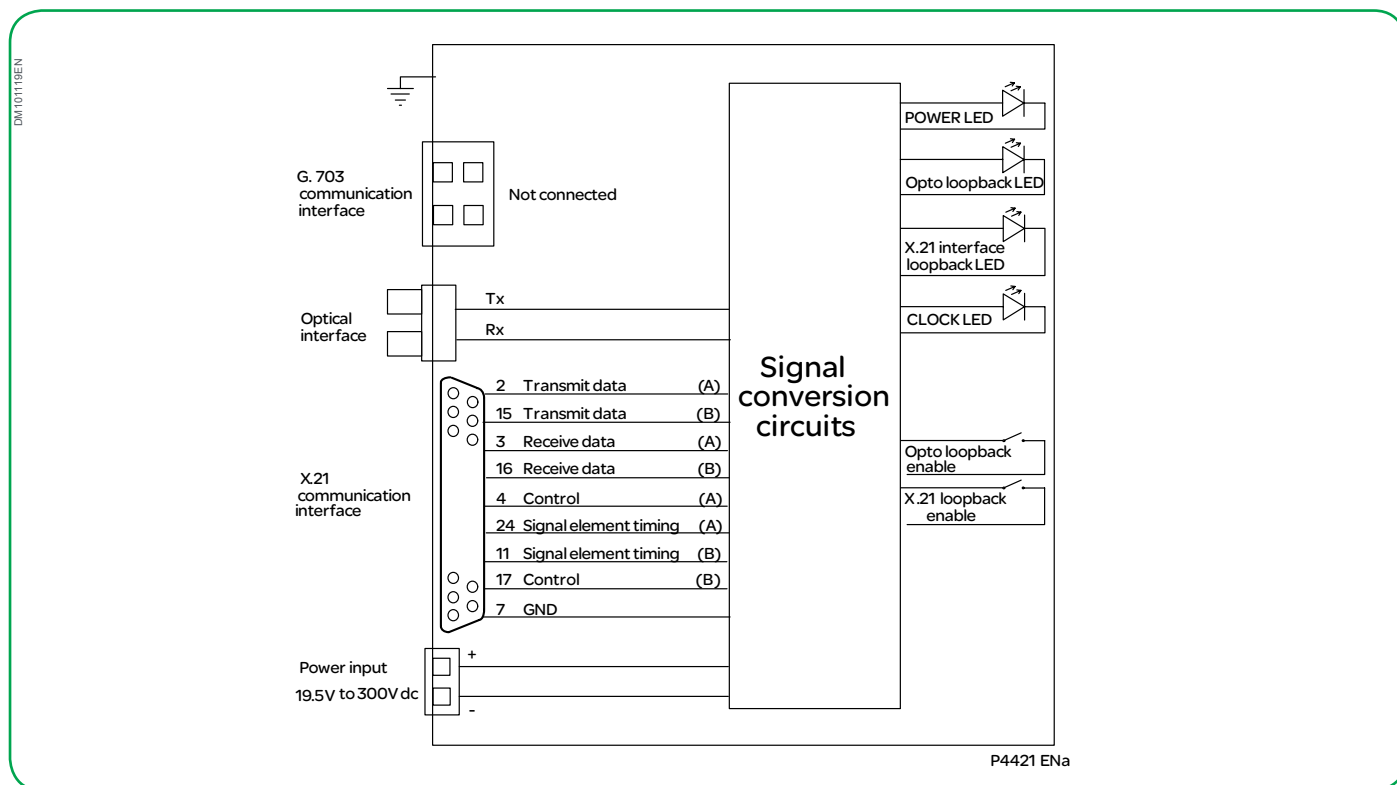 DM101119EN
G. 703
communication
interface
Not connected
Optical
interface
Tx
Rx
X.21
communication
interface
2 Transmit data (A)
15 Transmit data (B)
3 Receive data (A)
16 Receive data (B)
4 Control (A)
24 Signal element timing (A)
11 Signal element timing (B)
17 Control (B)
7 GND
Power input
19.5V to 300V dc
+
-
Signal
conversion
circuits
POWER LED
Opto loopback LED
X.21 interface
loopback LED
CLOCK LED
Opto loopback
enable
X.21 loopback
enable
P4421 ENa